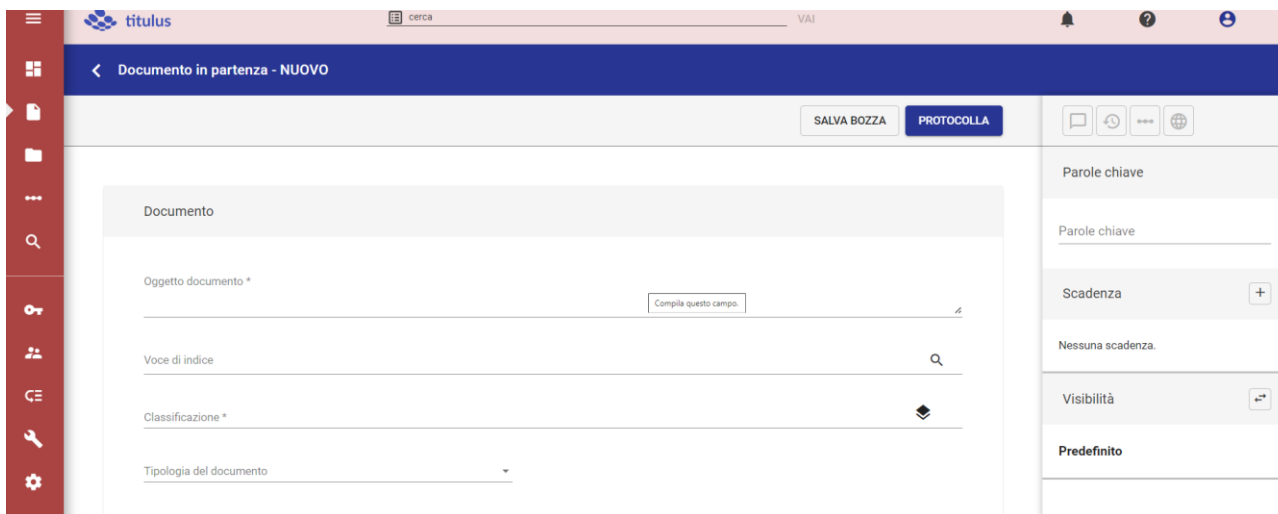 titulus
cerca
VAI
Documento in partenza - NUOVO
SALVA BOZZA
PROTOCOLLA
Documento
Oggetto documento *
Compila questo campo.
Voce di indice
Classificazione *
Tipologia del documento
Parole chiave
Parole chiave
Scadenza
Nessuna scadenza.
Visibilità
Predefinito